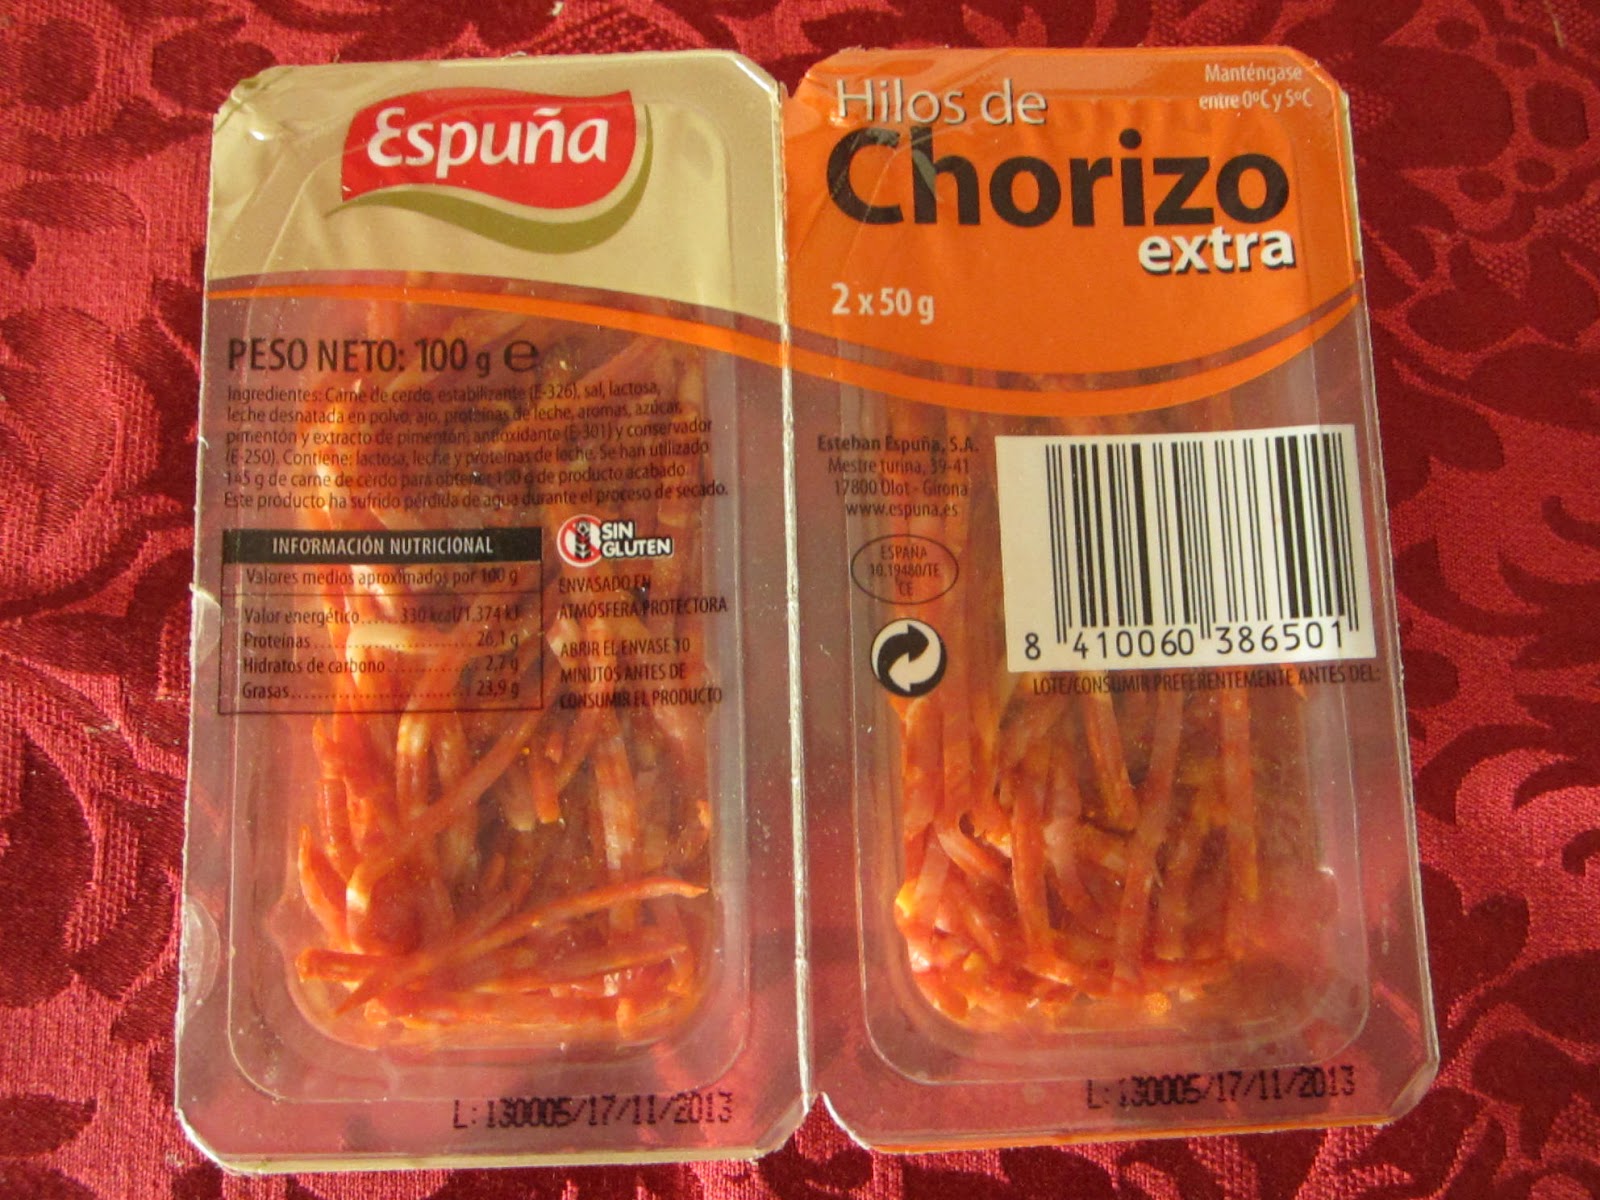 Espuña
PESO NETO: 100 g ℮
Ingredientes: Carne de cerdo, estabilizante (E-326), sal, lactosa,
leche desnatada en polvo, ajo, proteínas de leche, aromas, azúcar,
pimentón y extracto de pimentón, antioxidante (E-301) y conservador
(E-250). Contiene: lactosa, leche y proteínas de leche. Se han utilizado
145 g de carne de cerdo para obtener 100 g de producto acabado.
Este producto ha sufrido pérdida de agua durante el proceso de secado.
INFORMACIÓN NUTRICIONAL
Valores medios aproximados por 100 g
Valor energético...... 330 kcal/1.374 kJ
Proteínas...................... 26,1 g
Hidratos de carbono............ 2,7 g
Grasas......................... 23,9 g
SIN
GLUTEN
ENVASADO EN
ATMÓSFERA PROTECTORA
ABRIR EL ENVASE 10
MINUTOS ANTES DE
CONSUMIR EL PRODUCTO
L: 130005/17/11/2013
Hilos de
Chorizo
extra
Manténgase
entre 0ºC y 5ºC
2 x 50 g
Esteban Espuña, S.A.
Mestre turina, 39-41
17800 Olot - Girona
www.espuna.es
ESPAÑA
10.19480/TE
CE
8 410060 386501
LOTE/CONSUMIR PREFERENTEMENTE ANTES DEL:
L: 130005/17/11/2013